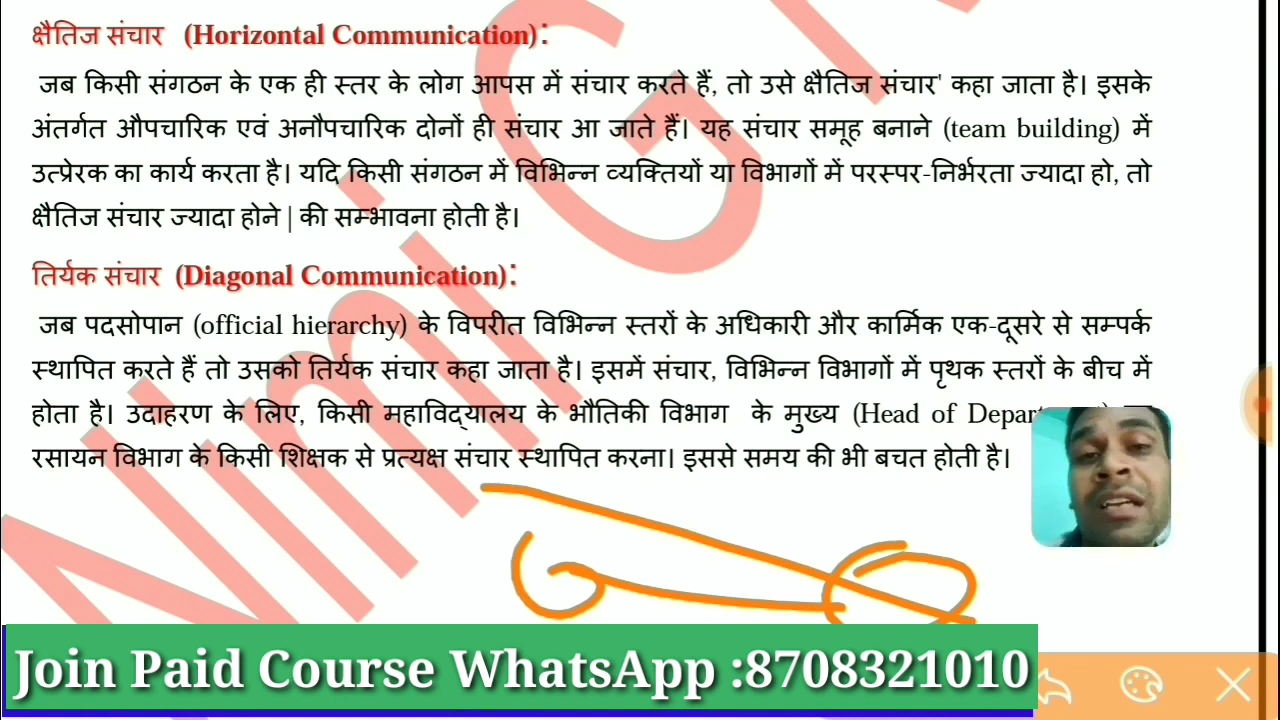 क्षैतिज संचार (Horizontal Communication):
जब किसी संगठन के एक ही स्तर के लोग आपस में संचार करते हैं, तो उसे क्षैतिज संचार' कहा जाता है। इसके
अंतर्गत औपचारिक एवं अनौपचारिक दोनों ही संचार आ जाते हैं। यह संचार समूह बनाने (team building) में
उत्प्रेरक का कार्य करता है। यदि किसी संगठन में विभिन्न व्यक्तियों या विभागों में परस्पर-निर्भरता ज्यादा हो, तो
क्षैतिज संचार ज्यादा होने | की सम्भावना होती है।
तिर्यक संचार (Diagonal Communication):
जब पदसोपान (official hierarchy) के विपरीत विभिन्न स्तरों के अधिकारी और कार्मिक एक-दूसरे से सम्पर्क
स्थापित करते हैं तो उसको तिर्यक संचार कहा जाता है। इसमें संचार, विभिन्न विभागों में पृथक स्तरों के बीच में
होता है। उदाहरण के लिए, किसी महाविद्यालय के भौतिकी विभाग के मुख्य (Head of
रसायन विभाग के किसी शिक्षक से प्रत्यक्ष संचार स्थापित करना। इससे समय की भी बचत होती है।
Join Paid Course WhatsApp :8708321010